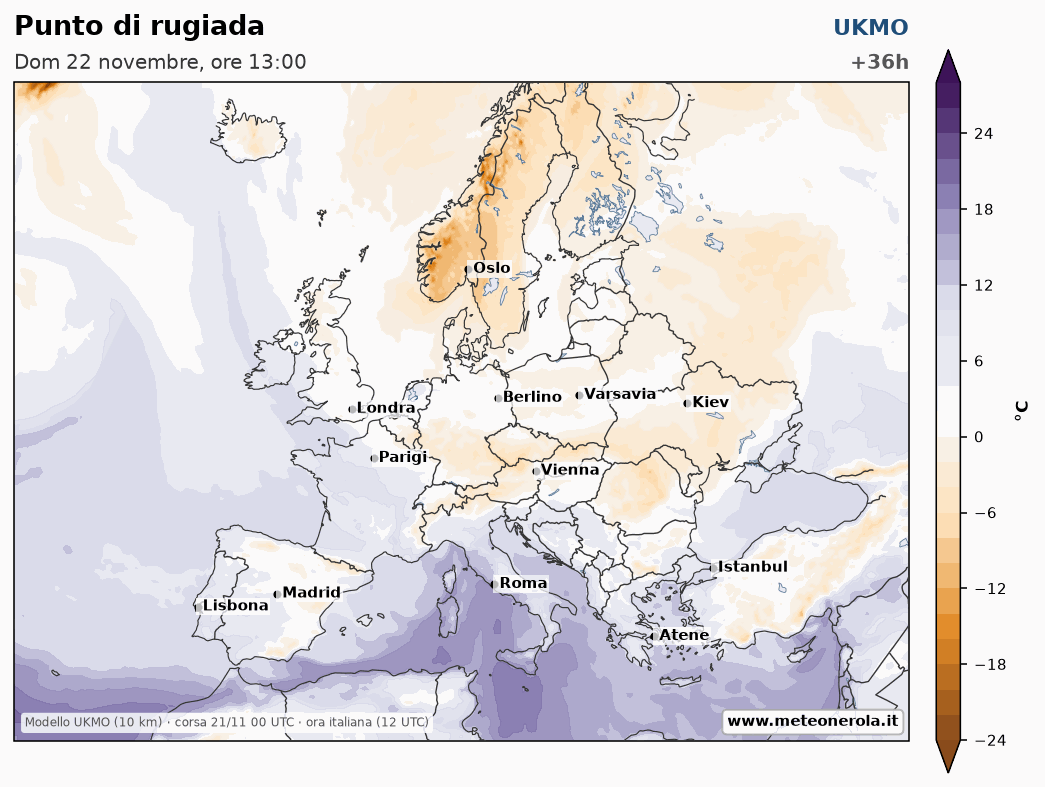 Punto di rugiada
UKMO
Dom 22 novembre, ore 13:00
+36h
24
18
12
6
0
−6
−12
−18
−24
°C
Oslo
Londra
Berlino
Varsavia
Kiev
Parigi
Vienna
Istanbul
Roma
Madrid
Lisbona
Atene
Modello UKMO (10 km) · corsa 21/11 00 UTC · ora italiana (12 UTC)
www.meteonerola.it